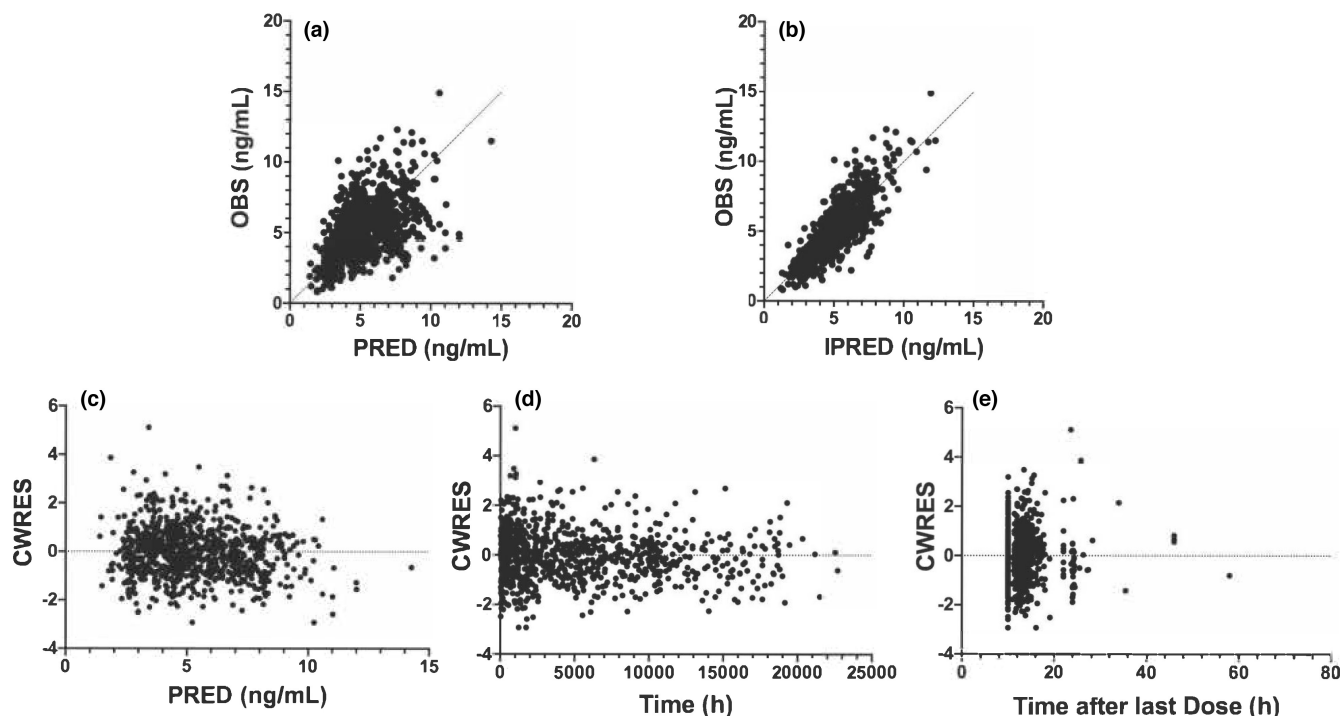 (a)
20
15
10
5
0
OBS (ng/mL)
0 5 10 15 20
PRED (ng/mL)
(b)
20
15
10
5
0
OBS (ng/mL)
0 5 10 15 20
IPRED (ng/mL)
(c)
6
4
2
0
-2
-4
CWRES
0 5 10 15
PRED (ng/mL)
(d)
6
4
2
0
-2
-4
CWRES
0 5000 10000 15000 20000 25000
Time (h)
(e)
6
4
2
0
-2
-4
CWRES
0 20 40 60 80
Time after last Dose (h)